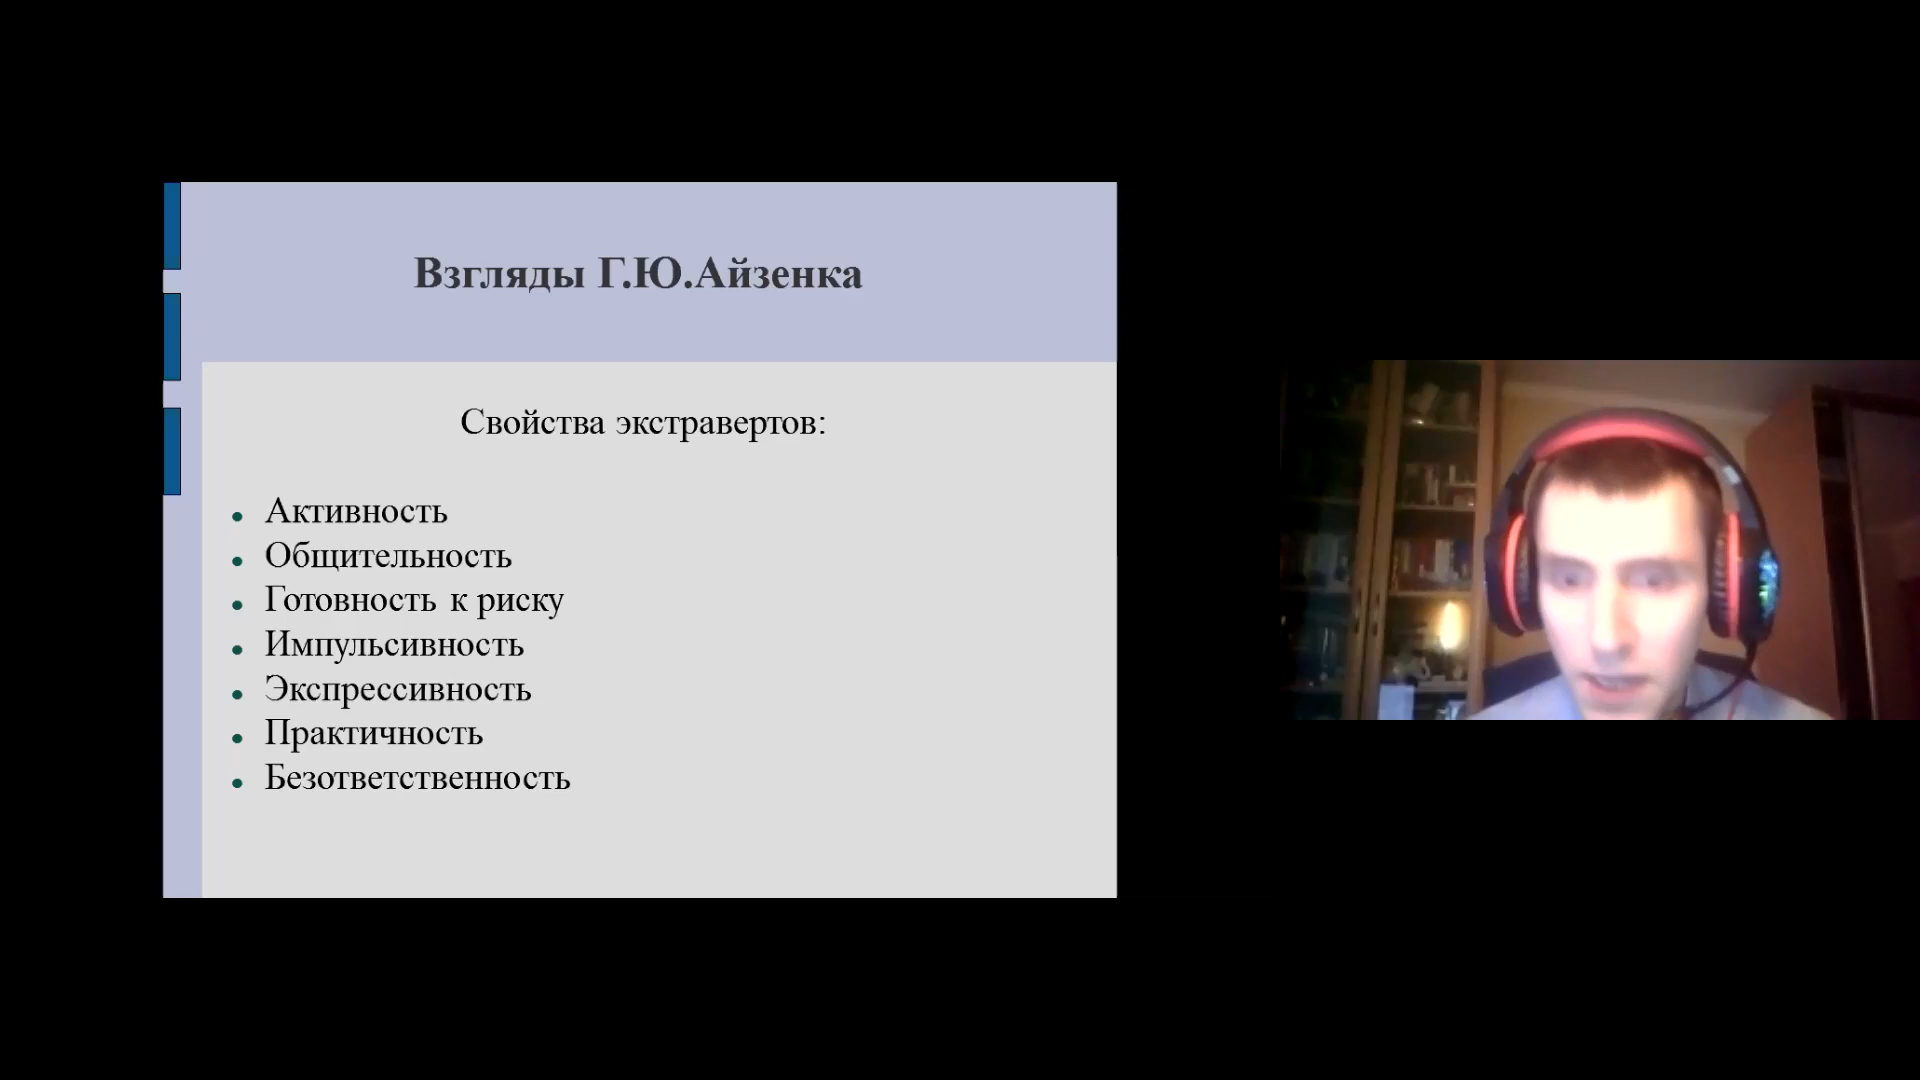 Взгляды Г.Ю.Айзенка
Свойства экстравертов:
Активность
Общительность
Готовность к риску
Импульсивность
Экспрессивность
Практичность
Безответственность